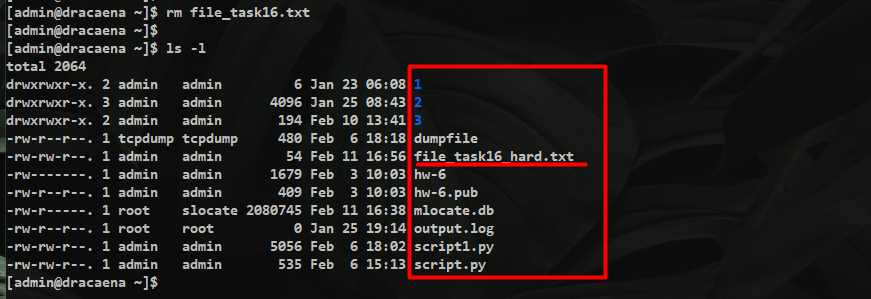 [admin@dracaena]$ rm file_task16.txt
[admin@dracaena]$
[admin@dracaena]$ ls -l
total 2064
drwxrwxr-x. 2 admin   admin         6 Jan 23 06:08 1
drwxrwxr-x. 3 admin   admin      4096 Jan 25 08:43 2
drwxrwxr-x. 2 admin   admin       194 Feb 10 13:41 3
-rw-r--r--. 1 tcpdump tcpdump     480 Feb  6 18:18 dumpfile
-rw-rw-r--. 1 admin   admin        54 Feb 11 16:56 file_task16_hard.txt
-rw-------. 1 admin   admin      1679 Feb  3 10:03 hw-6
-rw-r--r--. 1 admin   admin       409 Feb  3 10:03 hw-6.pub
-rw-r-----. 1 root    slocate 2080745 Feb 11 16:38 mlocate.db
-rw-r--r--. 1 root    root          0 Jan 25 19:14 output.log
-rw-rw-r--. 1 admin   admin      5056 Feb  6 18:02 script1.py
-rw-rw-r--. 1 admin   admin       535 Feb  6 15:13 script.py
[admin@dracaena]$